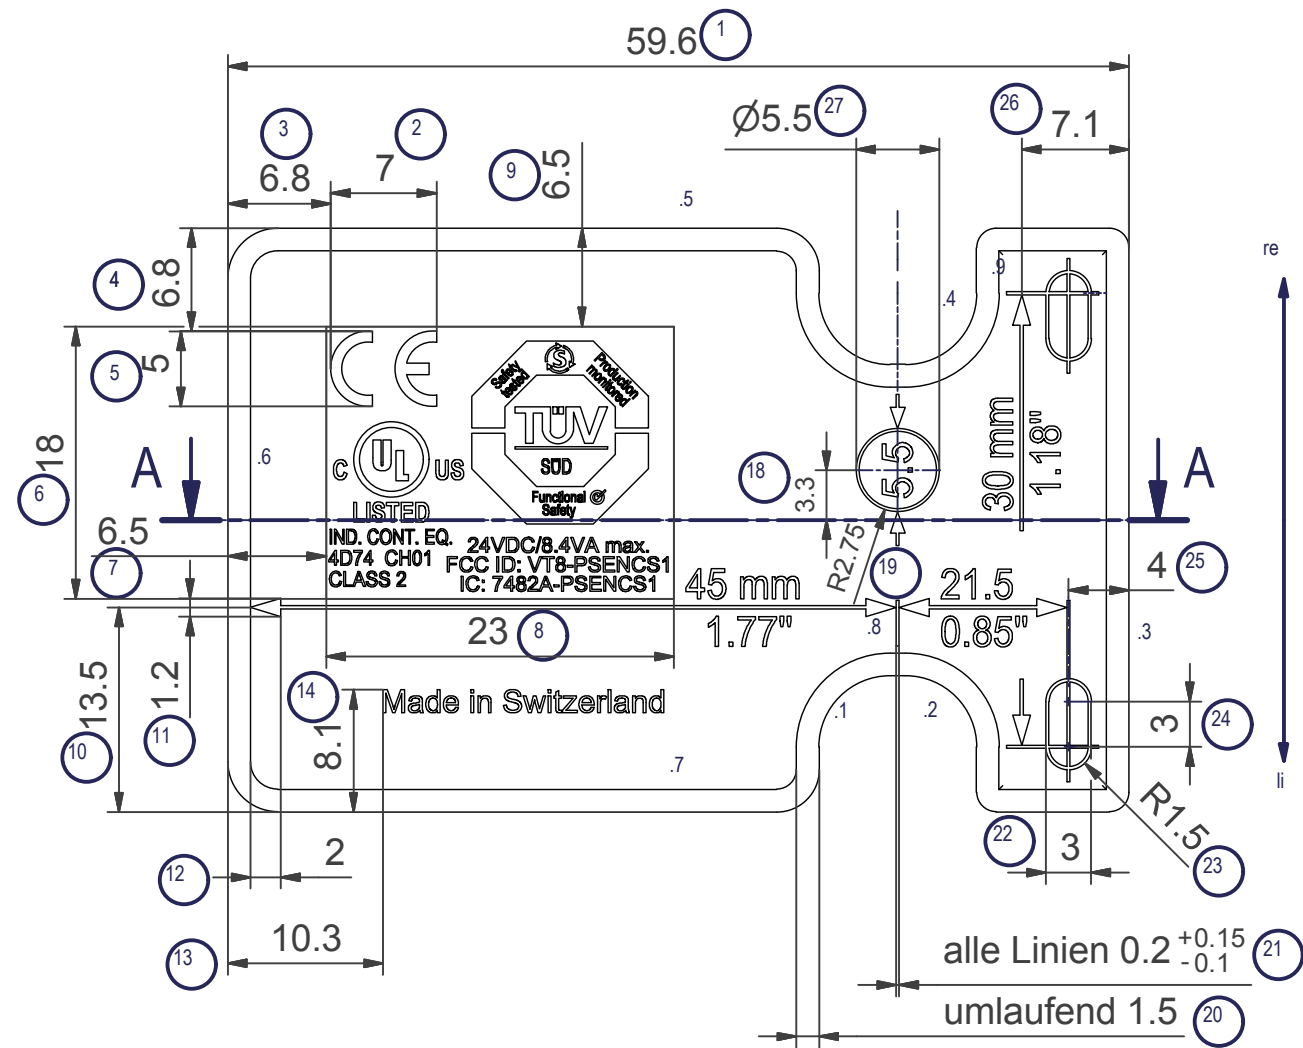 59.6 1
3
2
9
6.5
Ø5.5 27
26
7.1
6.8
7
.5
re
4
6.8
.9
.4
5
5
Safety
tested
S
Production
monitored
TÜV
SÜD
Functional
Safety
C UL US
LISTED
IND. CONT. EQ.
4D74 CH01
CLASS 2
24VDC/8.4VA max.
FCC ID: VT8-PSENCS1
IC: 7482A-PSENCS1
5.5
30 mm
1.18"
.6
18
A
A
6
18
3.3
6.5
7
R2.75
19
45 mm
1.77"
21.5
0.85"
4 25
23 8
.8
.3
14
Made in Switzerland
8.1
13.5
1.2
10
11
.1
.2
3
24
.7
li
R1.5
23
22
3
12
2
13
10.3
alle Linien 0.2 +0.15 -0.1 21
umlaufend 1.5 20
CE